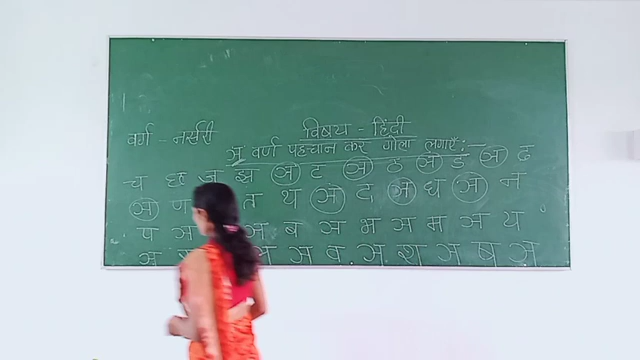 विषय - हिंदी
वर्ग - नर्सरी
ञ वर्ण पहचान कर गोला लगाएँ:-
च छ ज झ ञ ट ञ ठ ञ ड ञ ढ
ञ ण त थ ञ द ञ ध ञ न
प ञ ञ ब ञ भ ञ म ञ य
ञ ञ ञ व ञ श ञ ष ञ